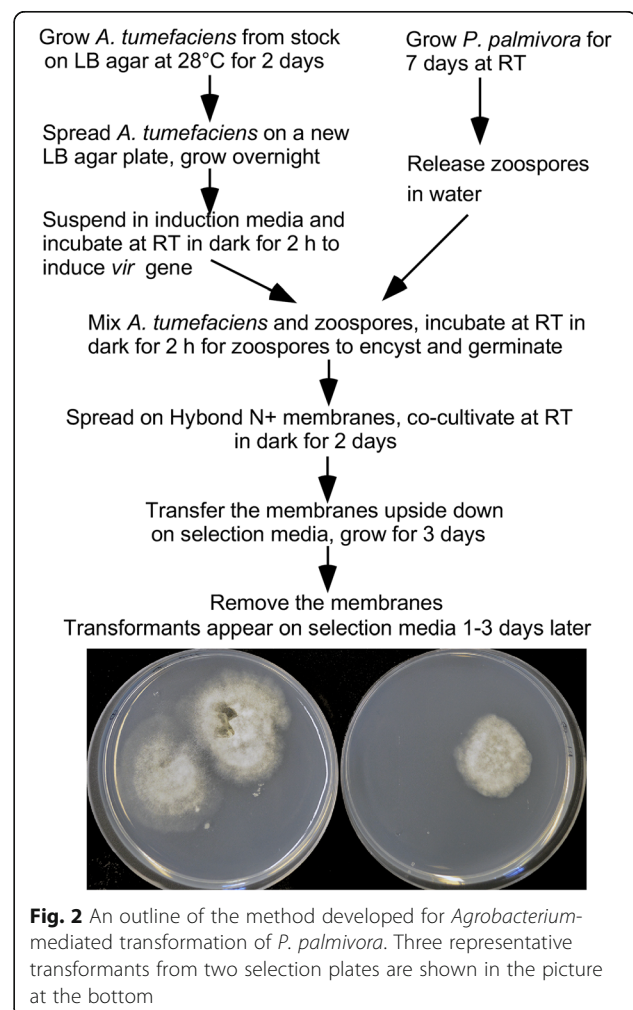 Grow A. tumefaciens from stock
on LB agar at 28°C for 2 days
Grow P. palmivora for
7 days at RT
Spread A. tumefaciens on a new
LB agar plate, grow overnight
Release zoospores
in water
Suspend in induction media and
incubate at RT in dark for 2 h to
induce vir gene
Mix A. tumefaciens and zoospores, incubate at RT in
dark for 2 h for zoospores to encyst and germinate
Spread on Hybond N+ membranes, co-cultivate at RT
in dark for 2 days
Transfer the membranes upside down
on selection media, grow for 3 days
Remove the membranes
Transformants appear on selection media 1-3 days later
Fig. 2 An outline of the method developed for Agrobacterium-
mediated transformation of P. palmivora. Three representative
transformants from two selection plates are shown in the picture
at the bottom